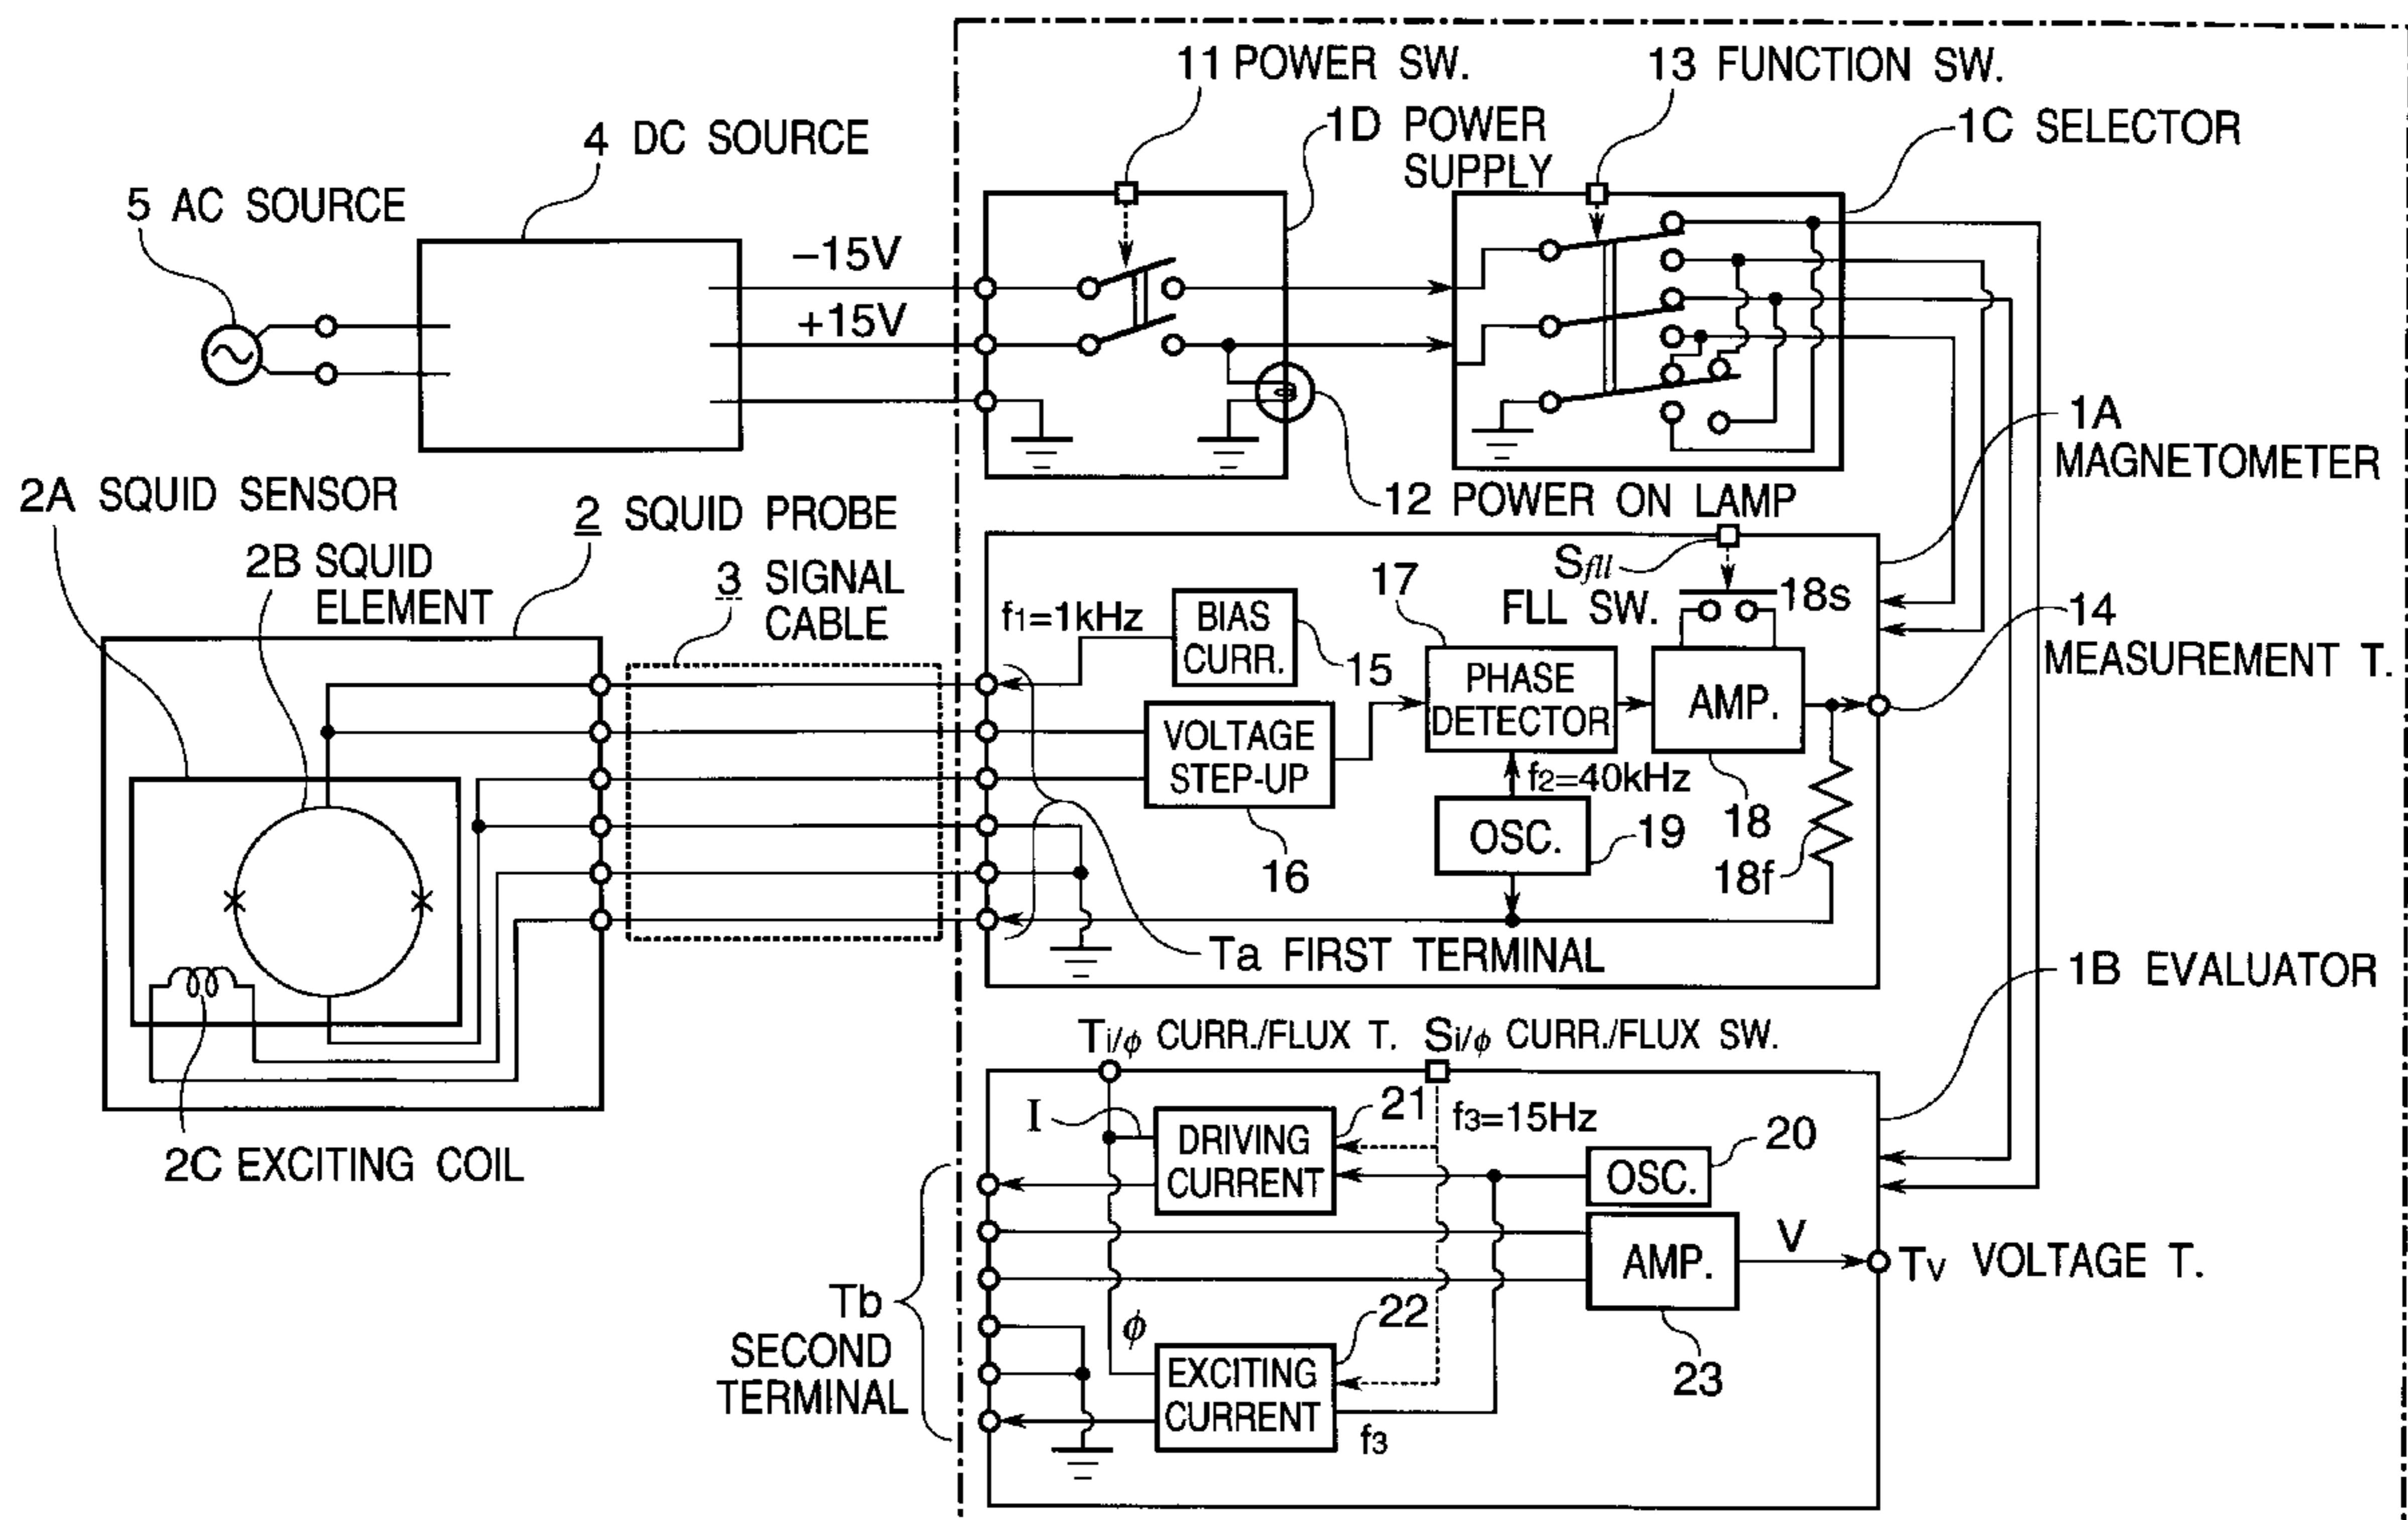 11 POWER SW.
13 FUNCTION SW.
4 DC SOURCE
1D POWER
SUPPLY
1C SELECTOR
5 AC SOURCE
−15V
+15V
1A
MAGNETOMETER
2A SQUID SENSOR
2 SQUID PROBE
12 POWER ON LAMP
2B SQUID
ELEMENT
3 SIGNAL
CABLE
f1=1kHz
BIAS
CURR.
15
17
Sfll
FLL SW.
18s
14
MEASUREMENT T.
PHASE
DETECTOR
AMP.
VOLTAGE
STEP-UP
f2=40kHz
OSC.
19
18
16
18f
Ta FIRST TERMINAL
1B EVALUATOR
Ti/ϕ CURR./FLUX T.
Si/ϕ CURR./FLUX SW.
2C EXCITING COIL
I
DRIVING
CURRENT
21
f3=15Hz
OSC.
20
AMP.
V
TV VOLTAGE T.
Tb
SECOND
TERMINAL
ϕ
22
EXCITING
CURRENT
f3
23